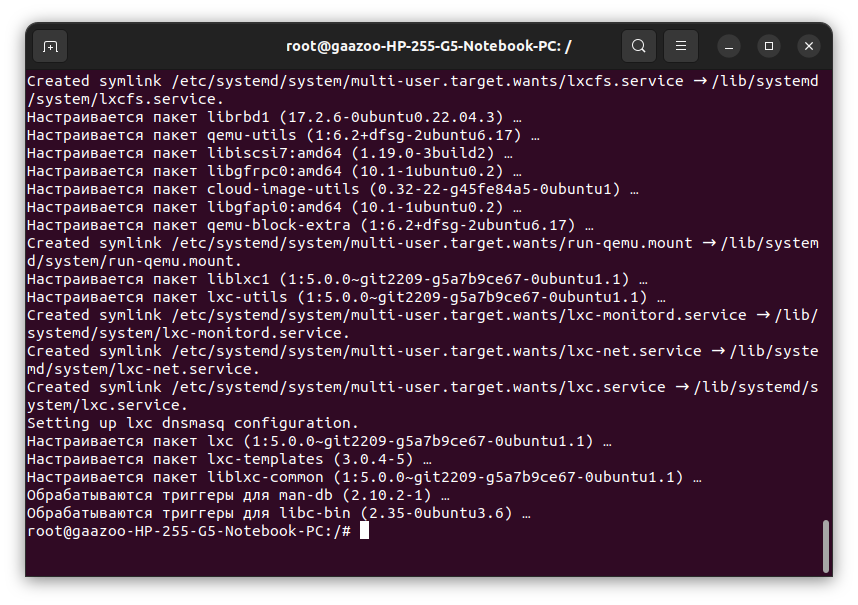 root@gaazoo-HP-255-G5-Notebook-PC: /
Created symlink /etc/systemd/system/multi-user.target.wants/lxcfs.service → /lib/systemd
/system/lxcfs.service.
Настраивается пакет librbd1 (17.2.6-0ubuntu0.22.04.3) …
Настраивается пакет qemu-utils (1:6.2+dfsg-2ubuntu6.17) …
Настраивается пакет libiscsi7:amd64 (1.19.0-3build2) …
Настраивается пакет libgfrpc0:amd64 (10.1-1ubuntu0.2) …
Настраивается пакет cloud-image-utils (0.32-22-g45fe84a5-0ubuntu1) …
Настраивается пакет libgfapi0:amd64 (10.1-1ubuntu0.2) …
Настраивается пакет qemu-block-extra (1:6.2+dfsg-2ubuntu6.17) …
Created symlink /etc/systemd/system/multi-user.target.wants/run-qemu.mount → /lib/system
d/system/run-qemu.mount.
Настраивается пакет liblxc1 (1:5.0.0~git2209-g5a7b9ce67-0ubuntu1.1) …
Настраивается пакет lxc-utils (1:5.0.0~git2209-g5a7b9ce67-0ubuntu1.1) …
Created symlink /etc/systemd/system/multi-user.target.wants/lxc-monitord.service → /lib/
systemd/system/lxc-monitord.service.
Created symlink /etc/systemd/system/multi-user.target.wants/lxc-net.service → /lib/syste
md/system/lxc-net.service.
Created symlink /etc/systemd/system/multi-user.target.wants/lxc.service → /lib/systemd/s
ystem/lxc.service.
Setting up lxc dnsmasq configuration.
Настраивается пакет lxc (1:5.0.0~git2209-g5a7b9ce67-0ubuntu1.1) …
Настраивается пакет lxc-templates (3.0.4-5) …
Настраивается пакет liblxc-common (1:5.0.0~git2209-g5a7b9ce67-0ubuntu1.1) …
Обрабатываются триггеры для man-db (2.10.2-1) …
Обрабатываются триггеры для libc-bin (2.35-0ubuntu3.6) …
root@gaazoo-HP-255-G5-Notebook-PC:/#